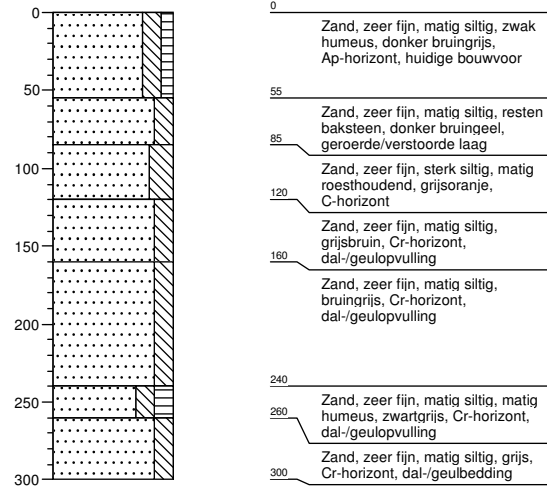 0
50
100
150
200
250
300
0
Zand, zeer fijn, matig siltig, zwak
humeus, donker bruingrijs,
Ap-horizont, huidige bouwvoor
55
Zand, zeer fijn, matig siltig, resten
baksteen, donker bruingeel,
geroerde/verstoorde laag
85
Zand, zeer fijn, sterk siltig, matig
roesthoudend, grijsoranje,
C-horizont
120
Zand, zeer fijn, matig siltig,
grijsbruin, Cr-horizont,
dal-/geulopvulling
160
Zand, zeer fijn, matig siltig,
bruingrijs, Cr-horizont,
dal-/geulopvulling
240
Zand, zeer fijn, matig siltig, matig
humeus, zwartgrijs, Cr-horizont,
dal-/geulopvulling
260
Zand, zeer fijn, matig siltig, grijs,
Cr-horizont, dal-/geulbedding
300